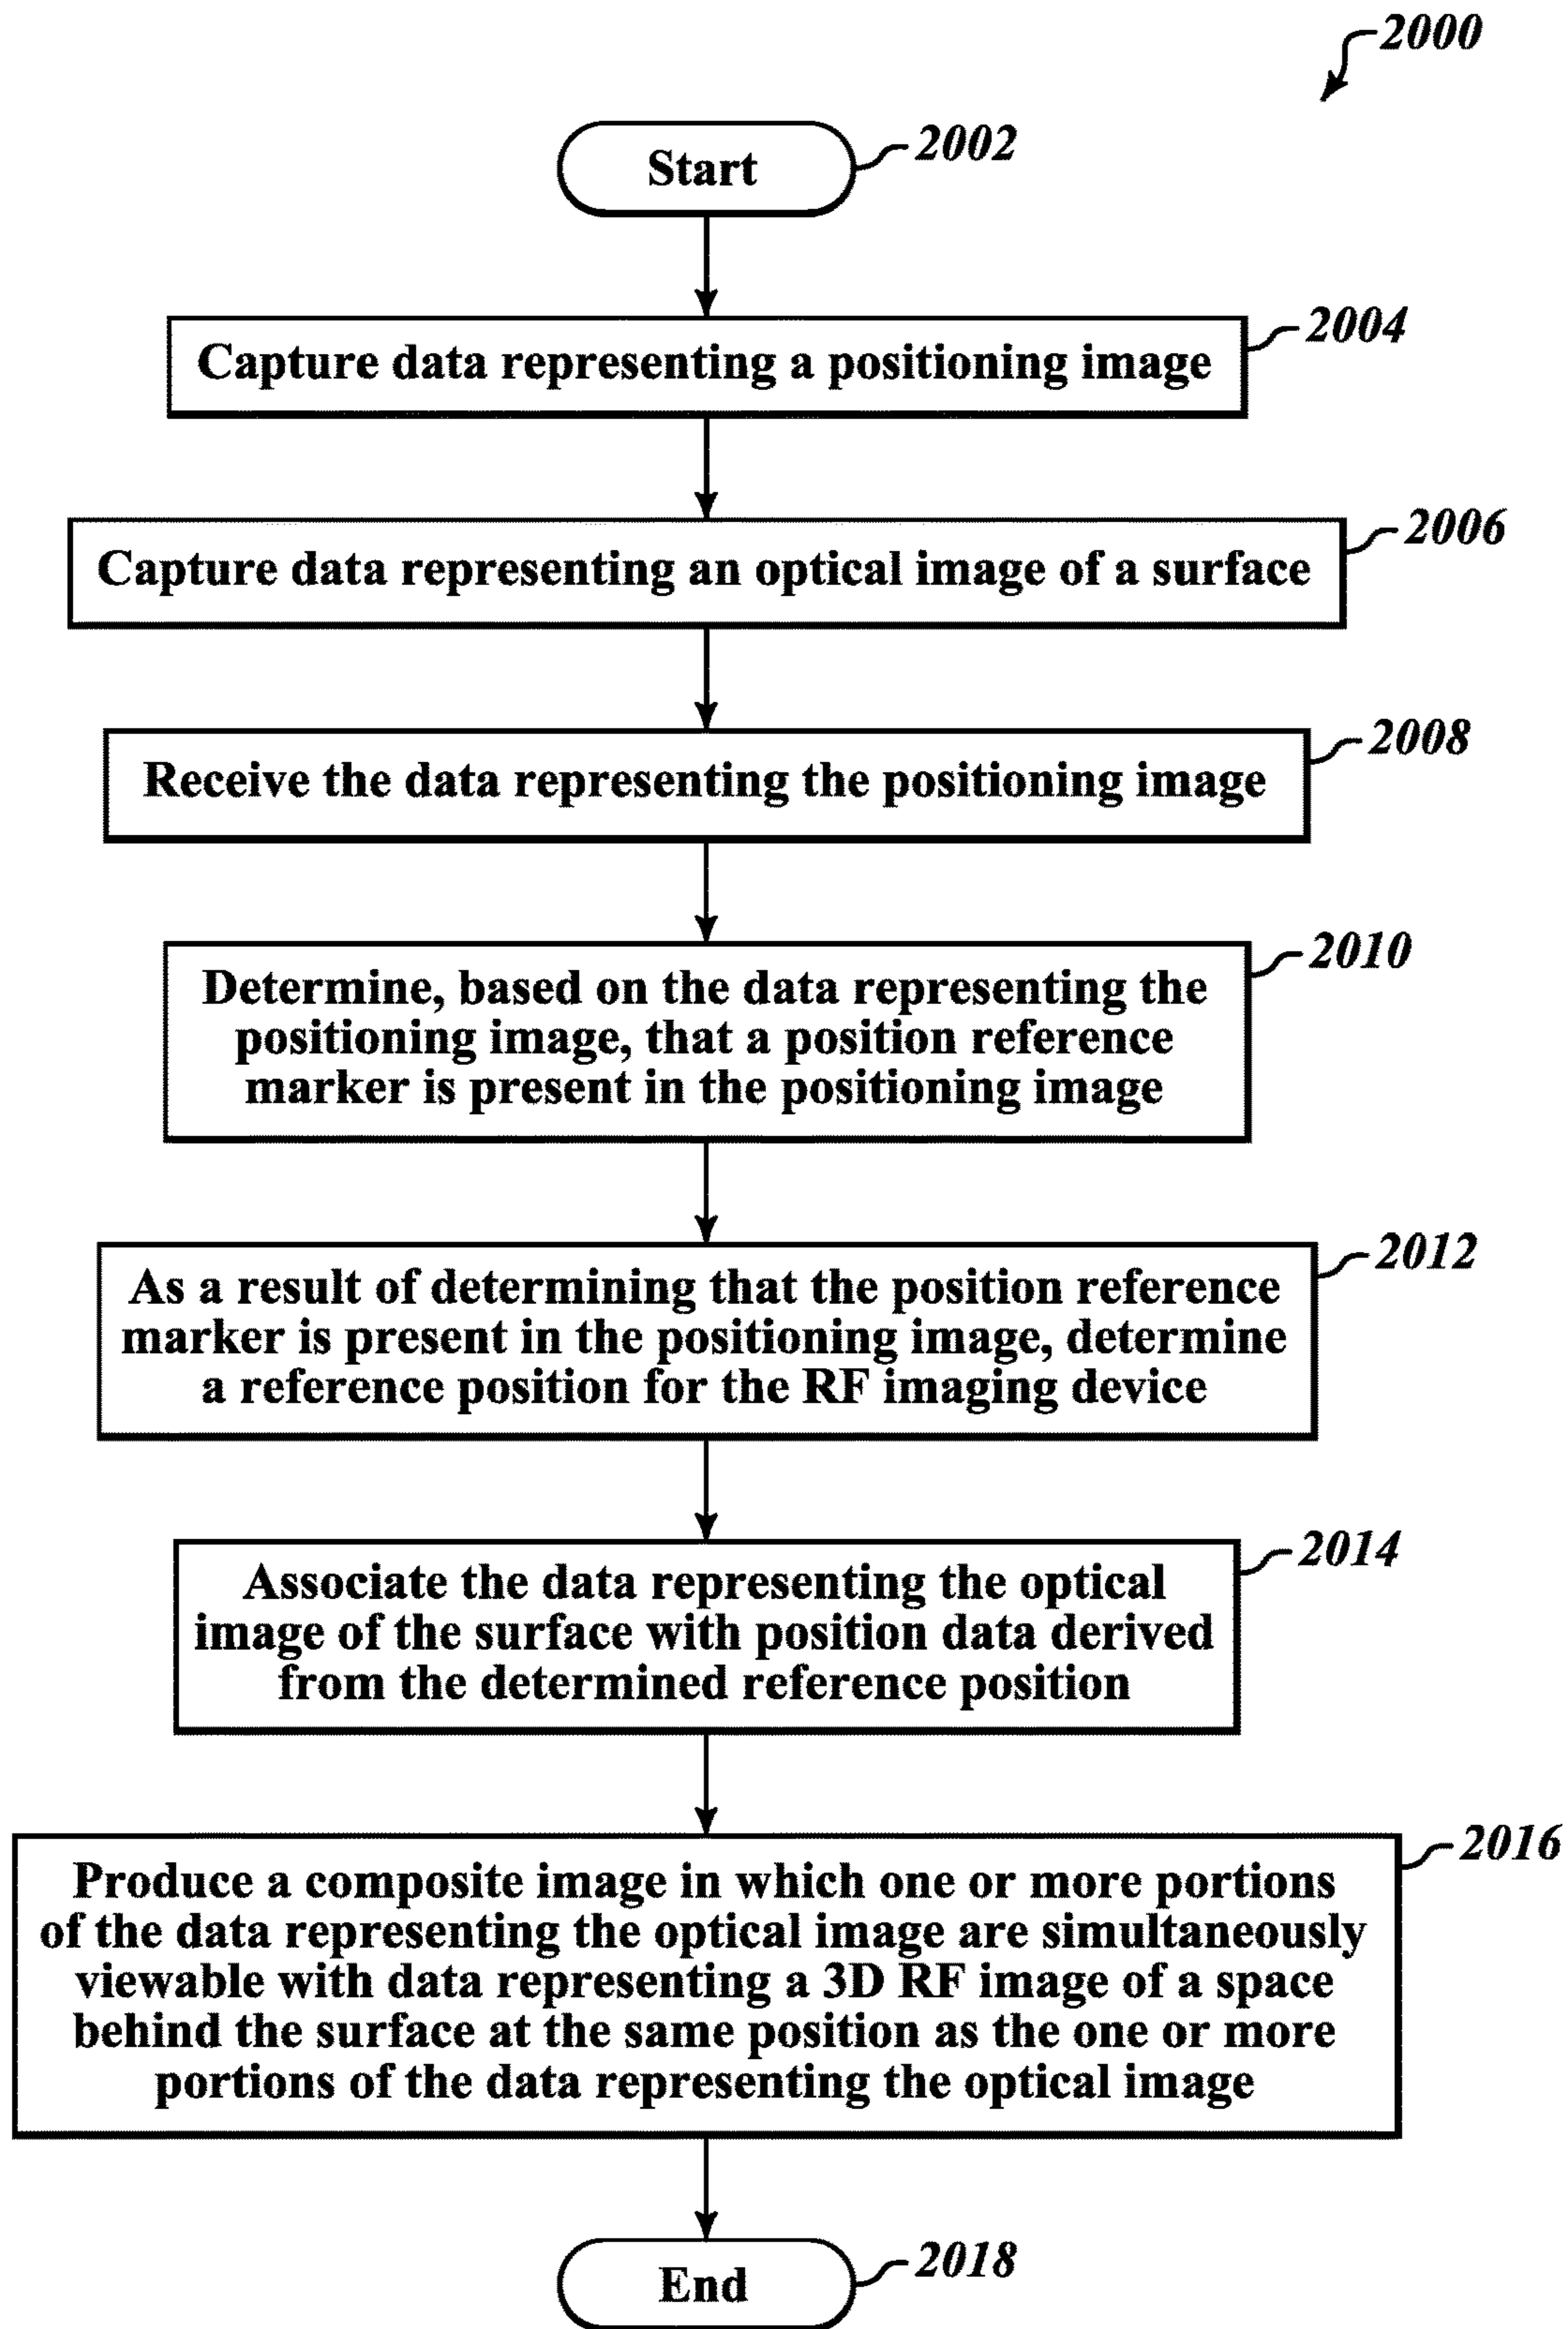 2000
Start
2002
Capture data representing a positioning image
2004
Capture data representing an optical image of a surface
2006
Receive the data representing the positioning image
2008
Determine, based on the data representing the
positioning image, that a position reference
marker is present in the positioning image
2010
As a result of determining that the position reference
marker is present in the positioning image, determine
a reference position for the RF imaging device
2012
Associate the data representing the optical
image of the surface with position data derived
from the determined reference position
2014
Produce a composite image in which one or more portions
of the data representing the optical image are simultaneously
viewable with data representing a 3D RF image of a space
behind the surface at the same position as the one or more
portions of the data representing the optical image
2016
End
2018